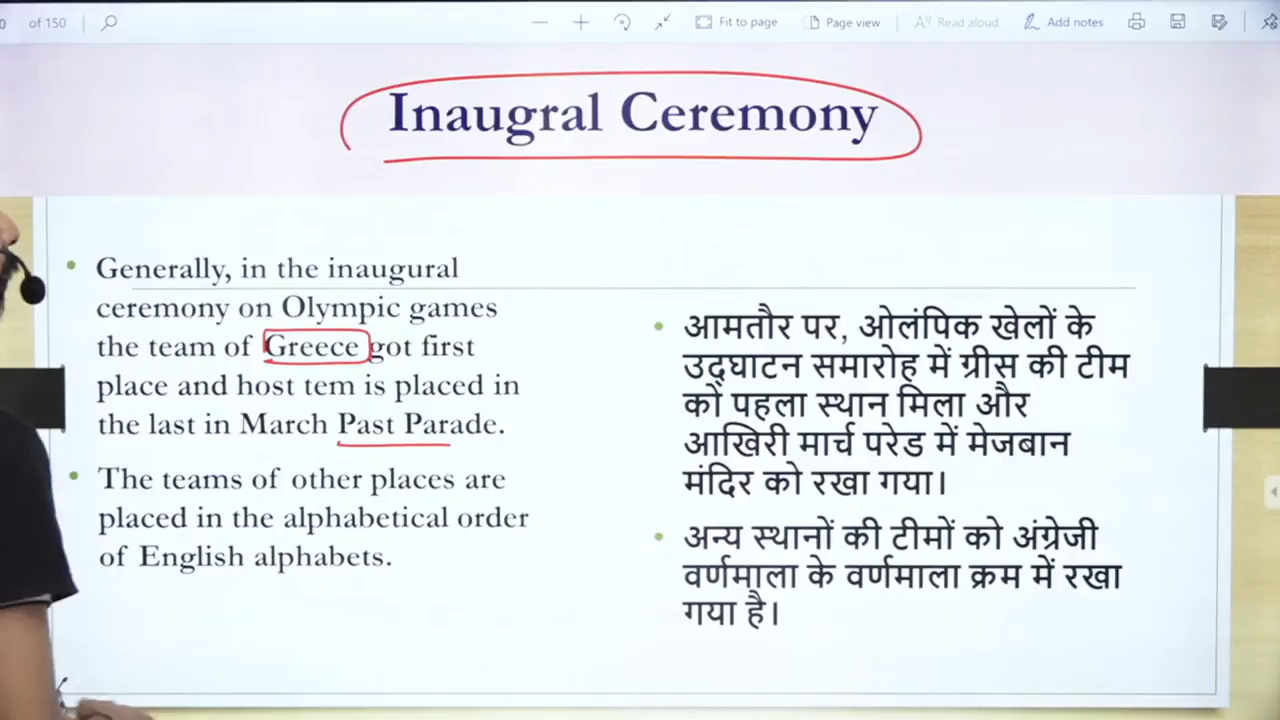 of 150
Fit to page
Page view
Read aloud
Add notes
Inaugral Ceremony
Generally, in the inaugural
ceremony on Olympic games
the team of Greece got first
place and host tem is placed in
the last in March Past Parade.
The teams of other places are
placed in the alphabetical order
of English alphabets.
आमतौर पर, ओलंपिक खेलों के
उद्घाटन समारोह में ग्रीस की टीम
को पहला स्थान मिला और
आखिरी मार्च परेड में मेजबान
मंदिर को रखा गया।
अन्य स्थानों की टीमों को अंग्रेजी
वर्णमाला के वर्णमाला क्रम में रखा
गया है।